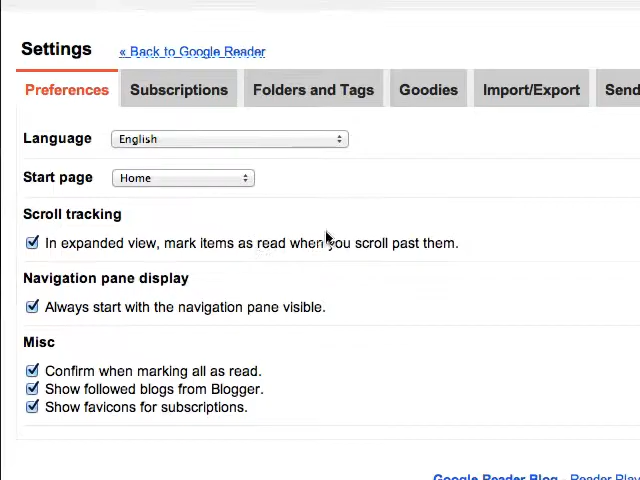 Settings « Back to Google Reader
Preferences Subscriptions Folders and Tags Goodies Import/Export Send
Language English
Start page Home
Scroll tracking
In expanded view, mark items as read when you scroll past them.
Navigation pane display
Always start with the navigation pane visible.
Misc
Confirm when marking all as read.
Show followed blogs from Blogger.
Show favicons for subscriptions.
Google Reader Blog - Reader Play